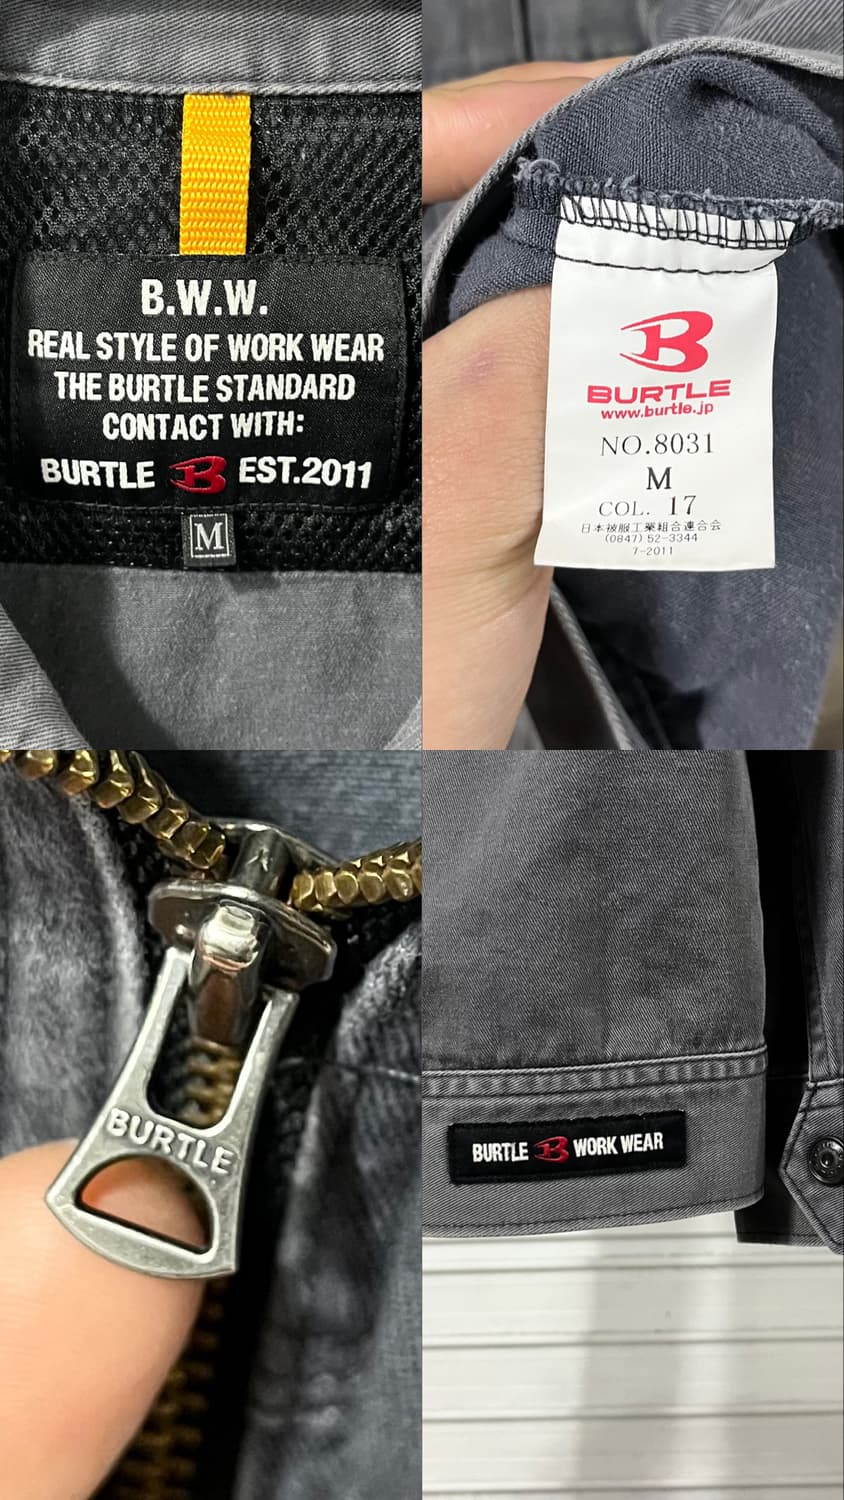 B.W.W.
REAL STYLE OF WORK WEAR
THE BURTLE STANDARD
CONTACT WITH:
BURTLE B EST.2011
M
B
BURTLE
www.burtle.jp
NO.8031
M
COL. 17
日本被服工業組合連合会
(0847) 52-3344
7-2011
BURTLE
BURTLE B WORK WEAR